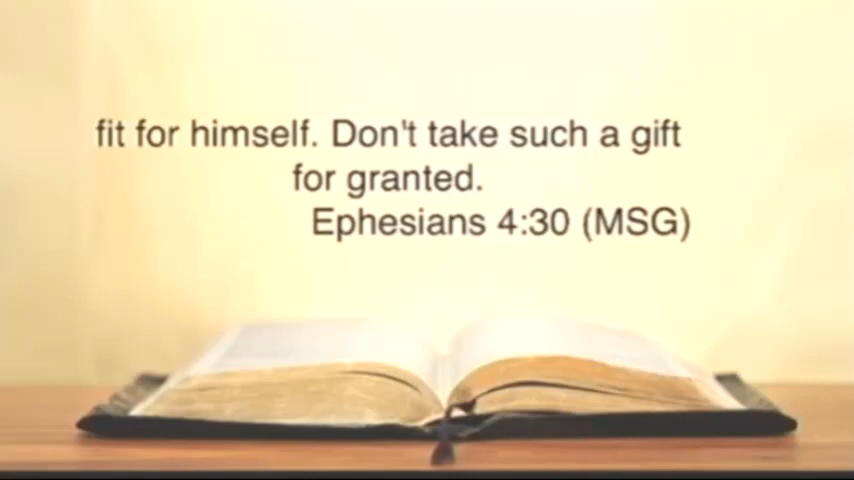 fit for himself. Don't take such a gift
for granted.
Ephesians 4:30 (MSG)